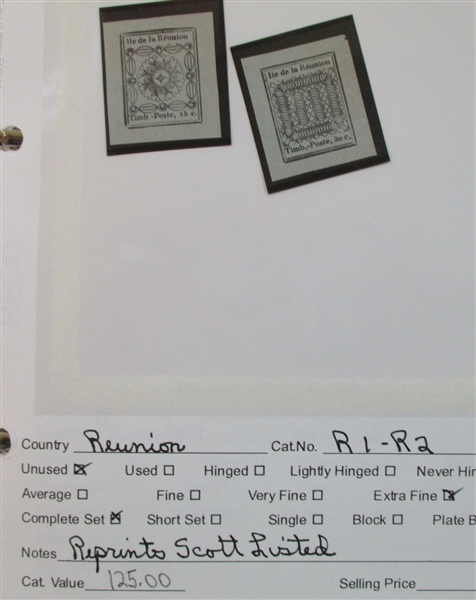 Ile de la Réunion
Timb.-Poste, 15 c.
Ile de la Réunion
Timb.-Poste, 30 c.
Country Reunion Cat.No. R1-R2
Unused ☒ Used ☐ Hinged ☐ Lightly Hinged ☐ Never Hin
Average ☐ Fine ☐ Very Fine ☐ Extra Fine ☒
Complete Set ☒ Short Set ☐ Single ☐ Block ☐ Plate B
Notes Reprints Scott Listed
Cat. Value 125.00 Selling Price